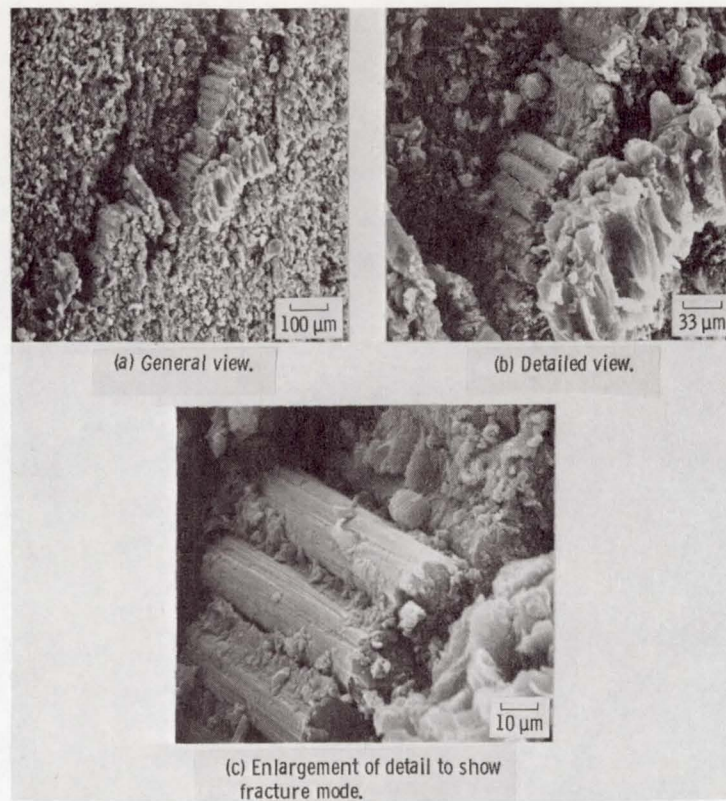 100 μm
33 μm
(a) General view.
(b) Detailed view.
10 μm
(c) Enlargement of detail to show
fracture mode.